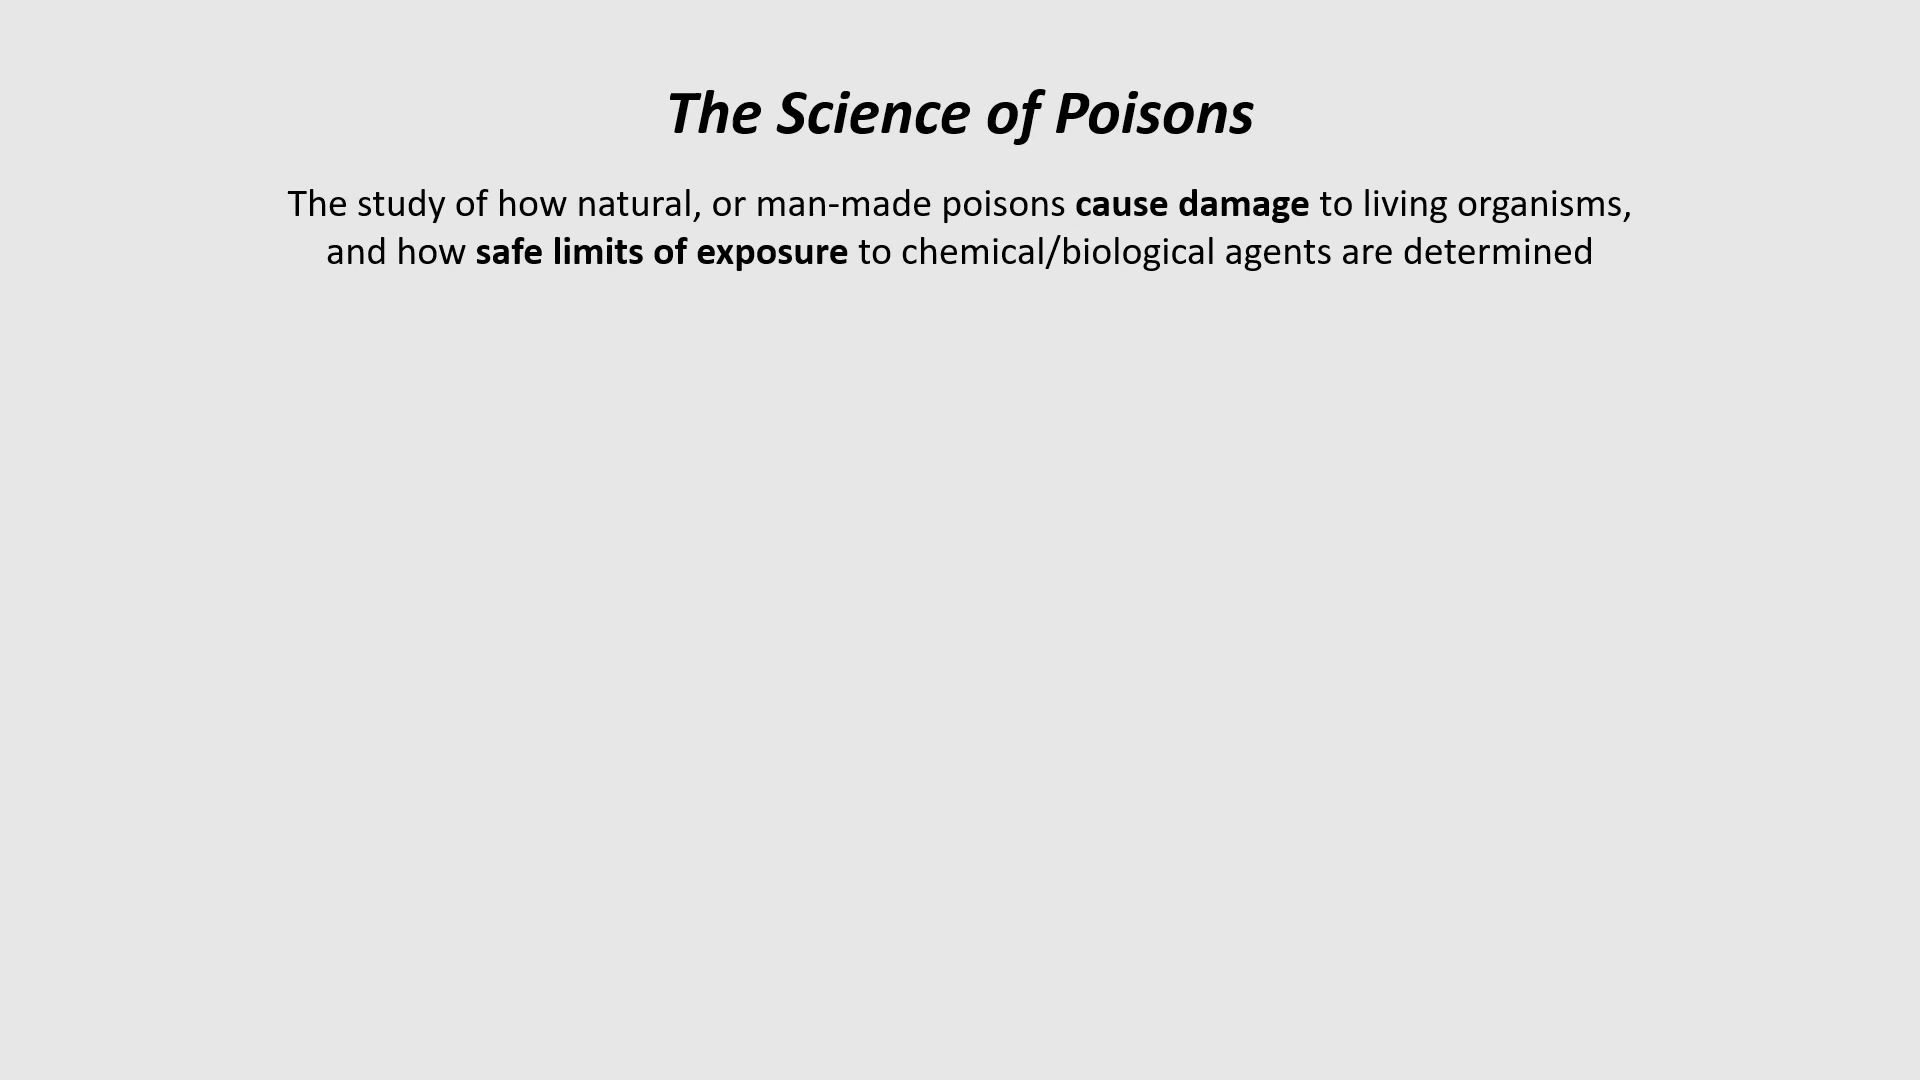 The Science of Poisons
The study of how natural, or man-made poisons cause damage to living organisms,
and how safe limits of exposure to chemical/biological agents are determined